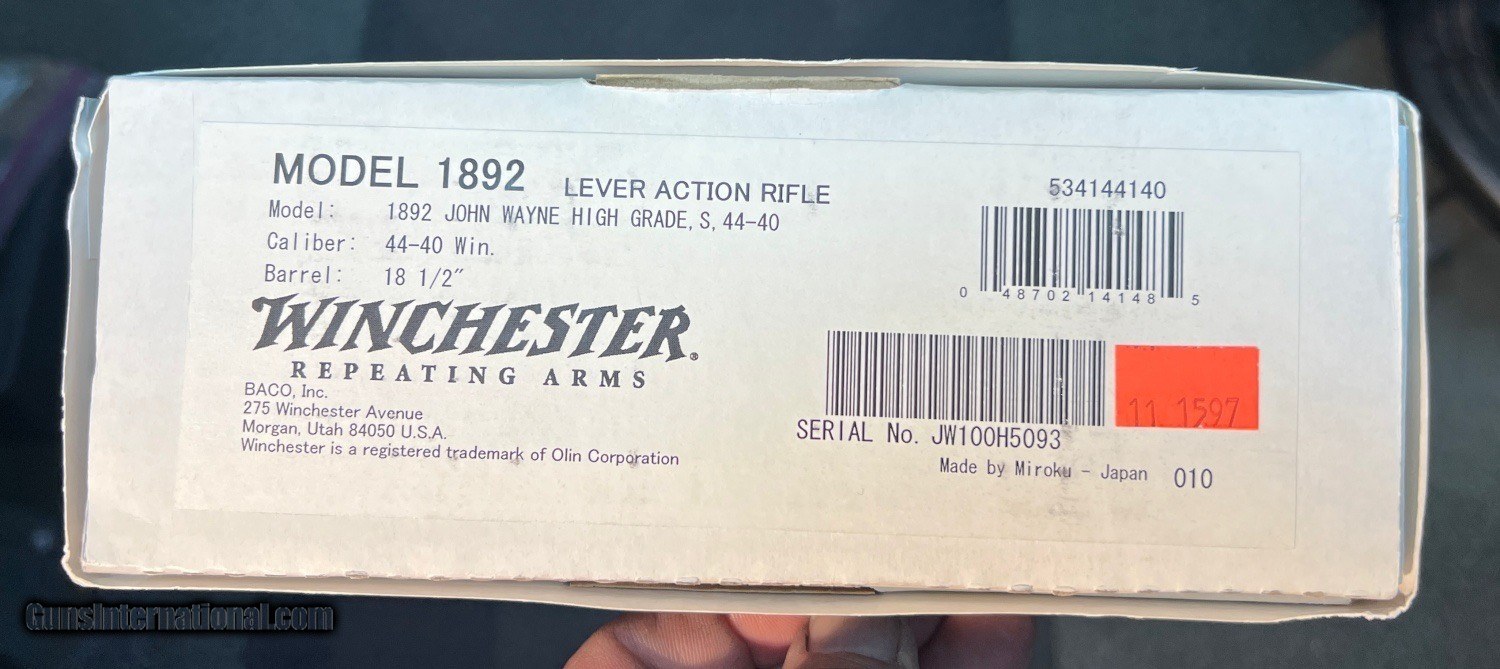 MODEL 1892 LEVER ACTION RIFLE
Model: 1892 JOHN WAYNE HIGH GRADE, S, 44-40
Caliber: 44-40 Win.
Barrel: 18 1/2"
WINCHESTER®
REPEATING ARMS
BACO, Inc.
275 Winchester Avenue
Morgan, Utah 84050 U.S.A.
Winchester is a registered trademark of Olin Corporation
534144140
0 48702 14148 5
11 1597
SERIAL No. JW100H5093
Made by Miroku - Japan 010
GunsInternational.com